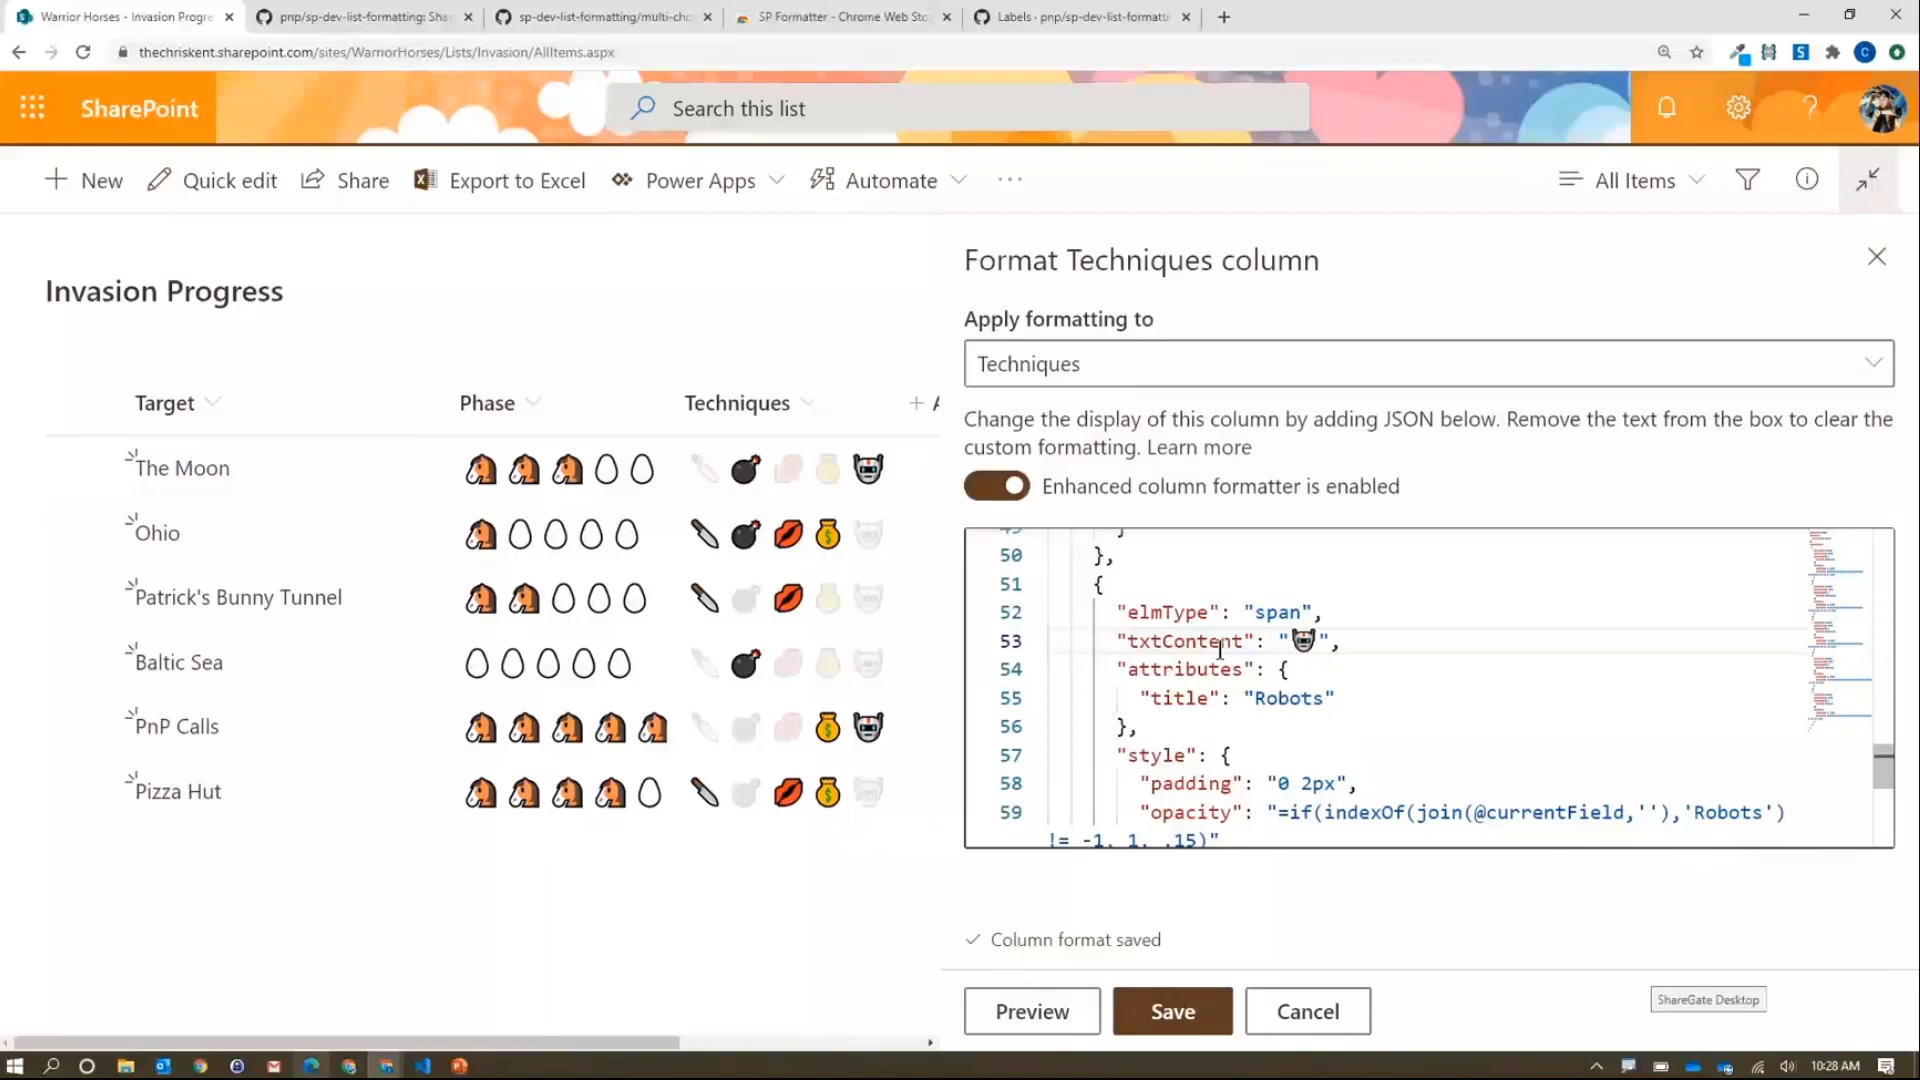 Warrior Horses - Invasion Progre
pnp/sp-dev-list-formatting: Sha
sp-dev-list-formatting/multi-cho
SP Formatter - Chrome Web Sto
Labels · pnp/sp-dev-list-formatti
thechriskent.sharepoint.com/sites/WarriorHorses/Lists/Invasion/AllItems.aspx
SharePoint
Search this list
New
Quick edit
Share
Export to Excel
Power Apps
Automate
All Items
Invasion Progress
Target
Phase
Techniques
+ A
The Moon
Ohio
Patrick's Bunny Tunnel
Baltic Sea
PnP Calls
Pizza Hut
Format Techniques column
Apply formatting to
Techniques
Change the display of this column by adding JSON below. Remove the text from the box to clear the
custom formatting. Learn more
Enhanced column formatter is enabled
49 }
50 },
51 {
52 "elmType": "span",
53 "txtContent": "🤖",
54 "attributes": {
55 "title": "Robots"
56 },
57 "style": {
58 "padding": "0 2px",
59 "opacity": "=if(indexOf(join(@currentField,''),'Robots')
!= -1, 1, .15)"
Column format saved
Preview
Save
Cancel
ShareGate Desktop
10:28 AM